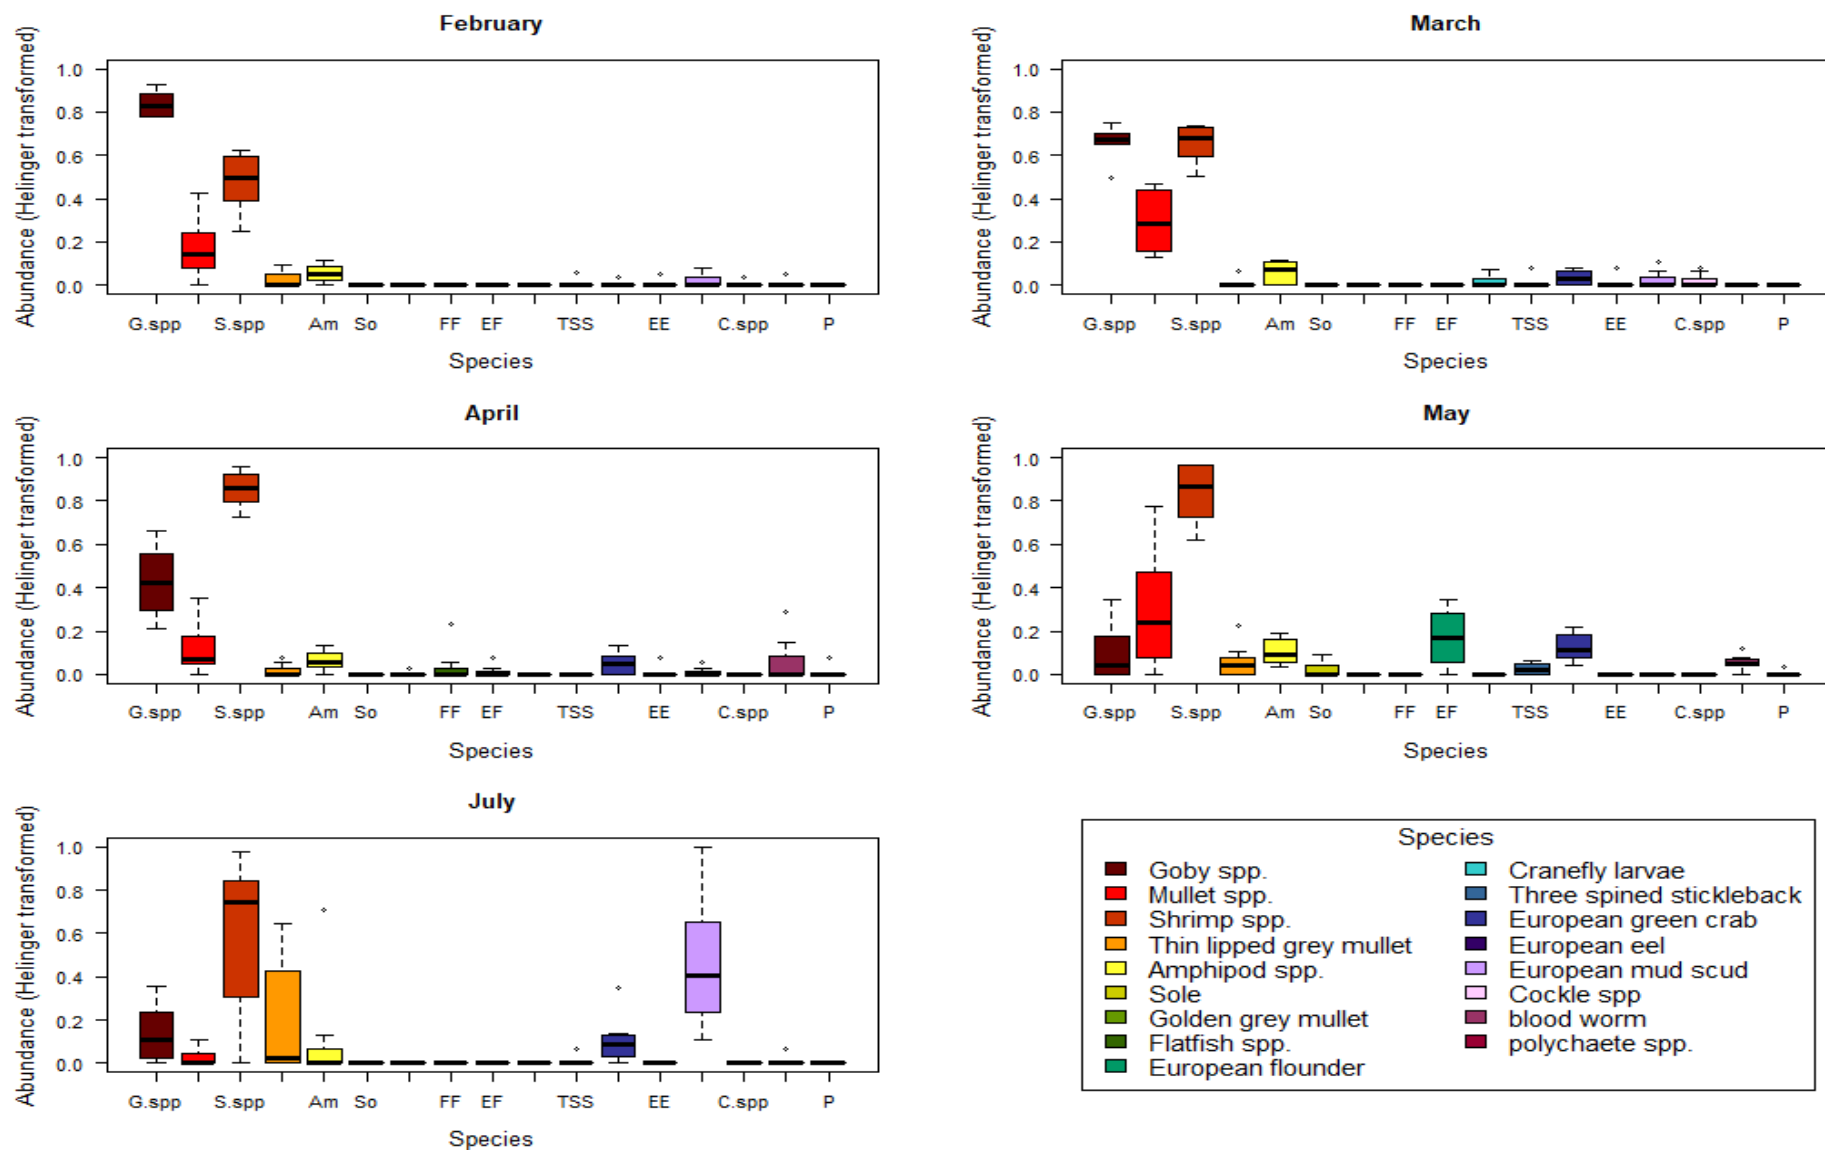 February
Abundance (Helinger transformed)
1.0
0.8
0.6
0.4
0.2
0.0
G.spp S.spp Am So FF EF TSS EE C.spp P
Species
March
Abundance (Helinger transformed)
1.0
0.8
0.6
0.4
0.2
0.0
G.spp S.spp Am So FF EF TSS EE C.spp P
Species
April
Abundance (Helinger transformed)
1.0
0.8
0.6
0.4
0.2
0.0
G.spp S.spp Am So FF EF TSS EE C.spp P
Species
May
Abundance (Helinger transformed)
1.0
0.8
0.6
0.4
0.2
0.0
G.spp S.spp Am So FF EF TSS EE C.spp P
Species
July
Abundance (Helinger transformed)
1.0
0.8
0.6
0.4
0.2
0.0
G.spp S.spp Am So FF EF TSS EE C.spp P
Species
Species
Goby spp.
Mullet spp.
Shrimp spp.
Thin lipped grey mullet
Amphipod spp.
Sole
Golden grey mullet
Flatfish spp.
European flounder
Cranefly larvae
Three spined stickleback
European green crab
European eel
European mud scud
Cockle spp
blood worm
polychaete spp.